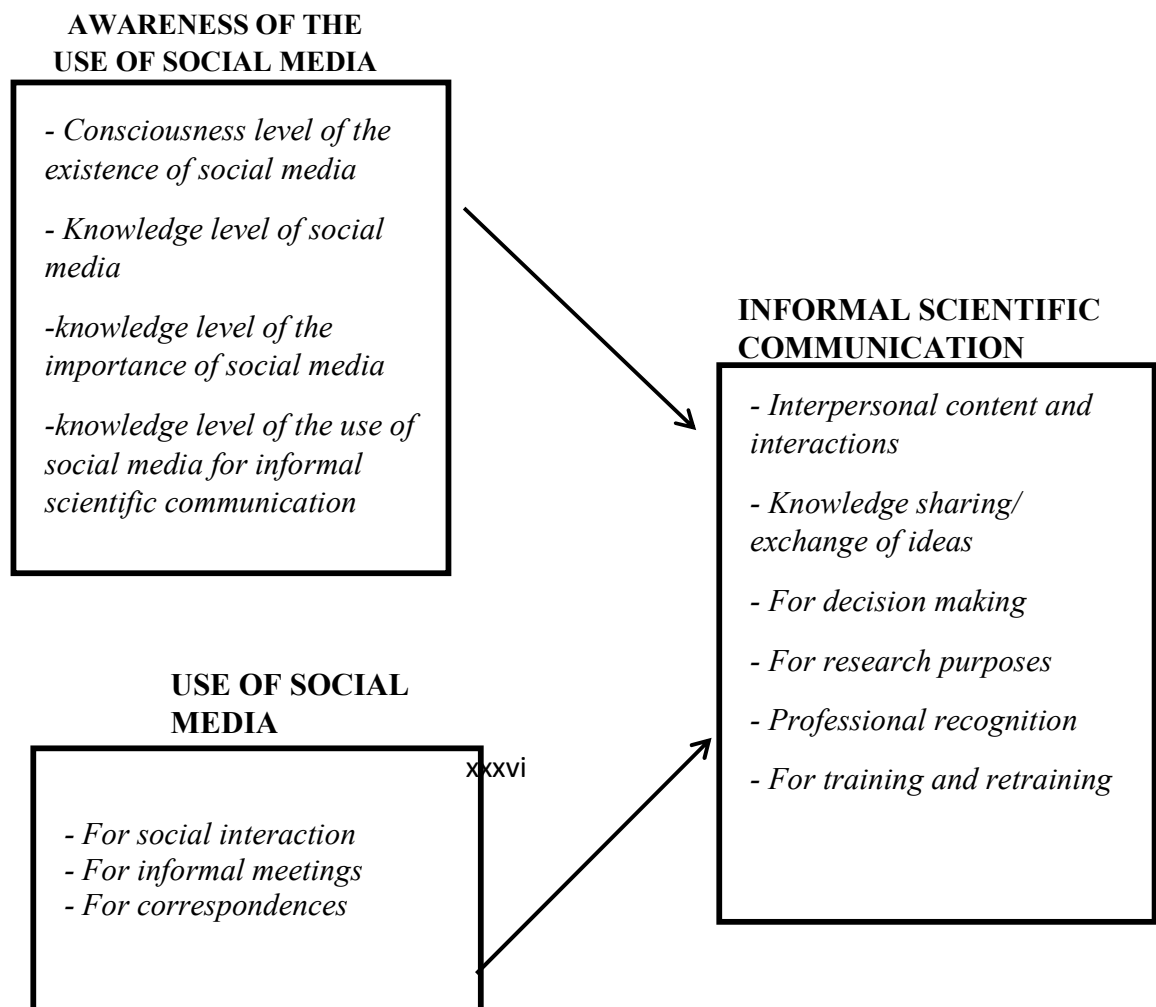 AWARENESS OF THE
USE OF SOCIAL MEDIA
- Consciousness level of the
existence of social media
- Knowledge level of social
media
-knowledge level of the
importance of social media
-knowledge level of the use of
social media for informal
scientific communication
INFORMAL SCIENTIFIC
COMMUNICATION
- Interpersonal content and
interactions
- Knowledge sharing/
exchange of ideas
- For decision making
- For research purposes
- Professional recognition
- For training and retraining
USE OF SOCIAL
MEDIA
xxxvi
- For social interaction
- For informal meetings
- For correspondences